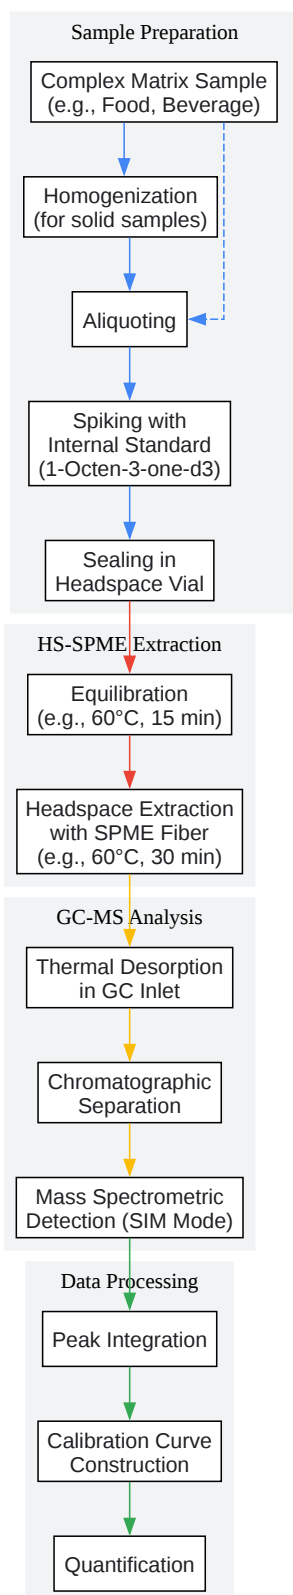 Sample Preparation
Complex Matrix Sample
(e.g., Food, Beverage)
Homogenization
(for solid samples)
Aliquoting
Spiking with
Internal Standard
(1-Octen-3-one-d3)
Sealing in
Headspace Vial
HS-SPME Extraction
Equilibration
(e.g., 60°C, 15 min)
Headspace Extraction
with SPME Fiber
(e.g., 60°C, 30 min)
GC-MS Analysis
Thermal Desorption
in GC Inlet
Chromatographic
Separation
Mass Spectrometric
Detection (SIM Mode)
Data Processing
Peak Integration
Calibration Curve
Construction
Quantification